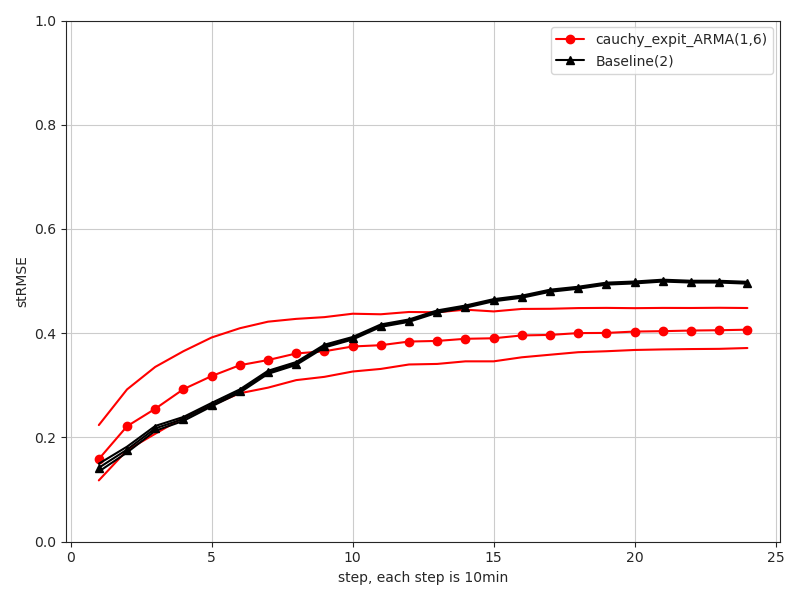 cauchy_expit_ARMA(1,6)
Baseline(2)
1.0
0.8
0.6
0.4
0.2
0.0
stRMSE
0 5 10 15 20 25
step, each step is 10min